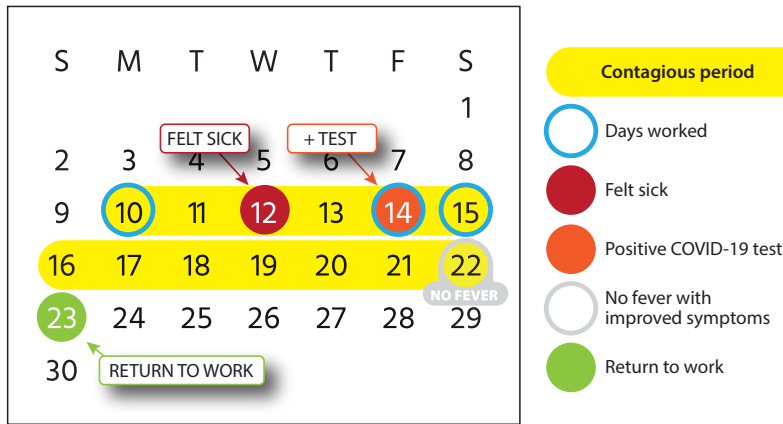 S M T W T F S
1
FELT SICK
+ TEST
2 3 4 5 6 7 8
9 10 11 12 13 14 15
16 17 18 19 20 21 22
NO FEVER
23 24 25 26 27 28 29
30
RETURN TO WORK
Contagious period
Days worked
Felt sick
Positive COVID-19 test
No fever with
improved symptoms
Return to work